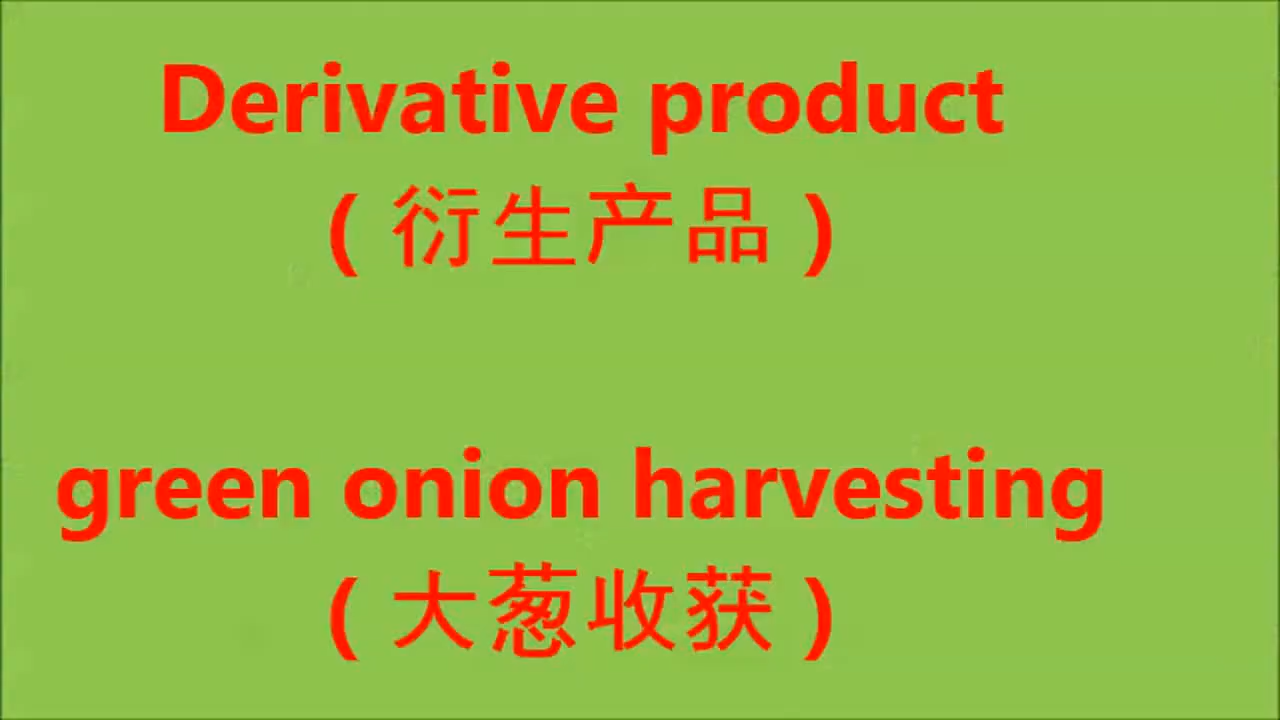 Derivative product
（衍生产品）
green onion harvesting
（大葱收获）